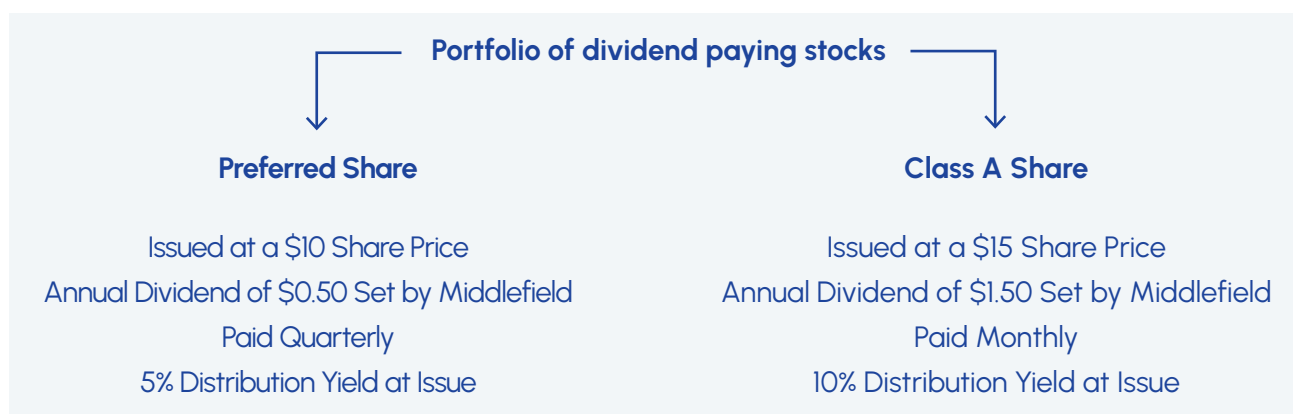 Portfolio of dividend paying stocks
Preferred Share
Issued at a $10 Share Price
Annual Dividend of $0.50 Set by Middlefield
Paid Quarterly
5% Distribution Yield at Issue
Class A Share
Issued at a $15 Share Price
Annual Dividend of $1.50 Set by Middlefield
Paid Monthly
10% Distribution Yield at Issue